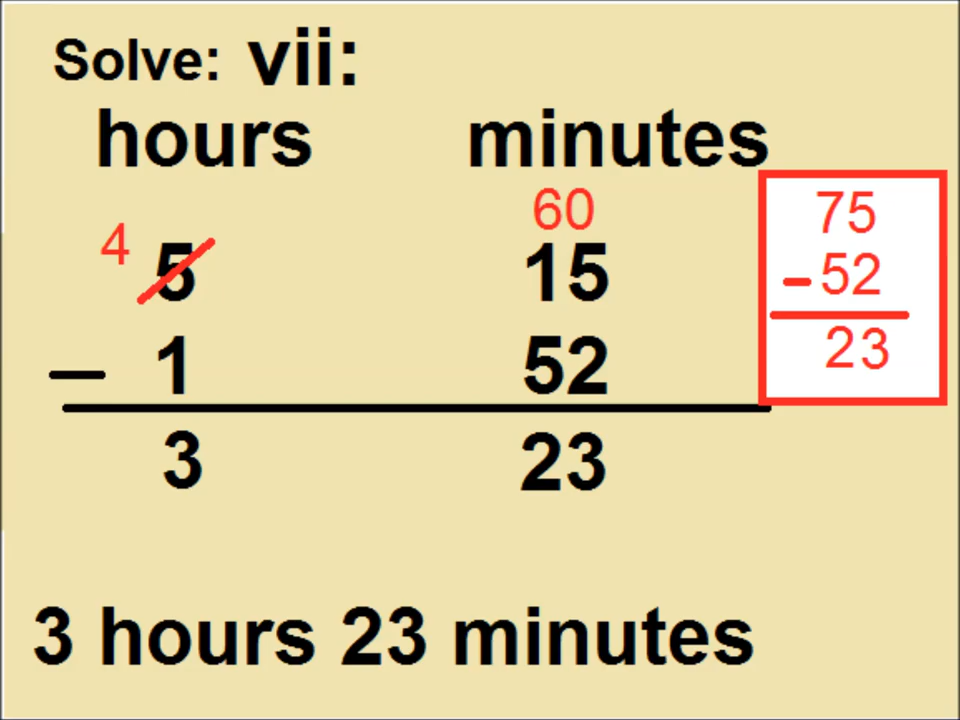 Solve: vii:
hours minutes
4 5 60 15
– 1 52
3 23
75
– 52
23
3 hours 23 minutes